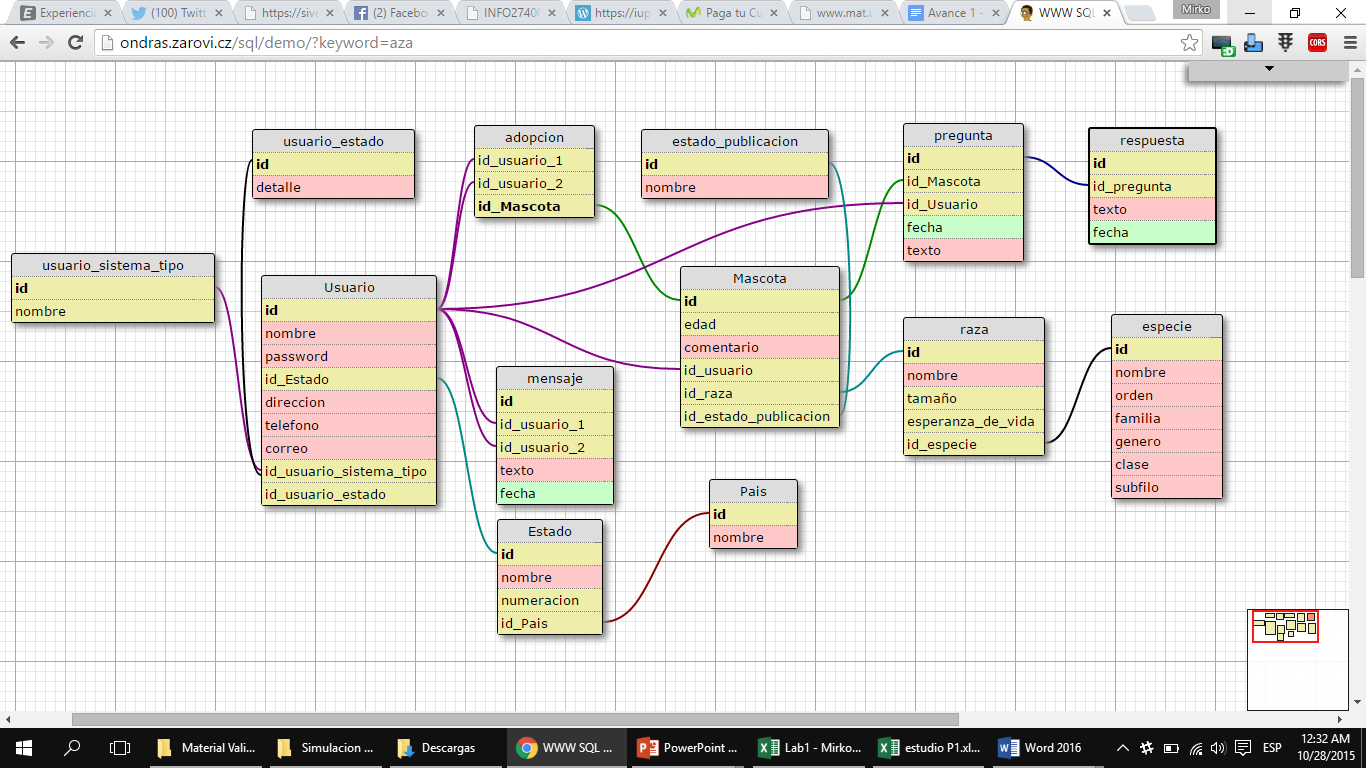 Experienci
(100) Twitt
https://sive
(2) Facebo
INFO2740
https://iup
Paga tu Cu
www.mat.u
Avance 1 -
WWW SQL
Mirko
ondras.zarovi.cz/sql/demo/?keyword=aza
CORS
usuario_estado
id
detalle
adopcion
id_usuario_1
id_usuario_2
id_Mascota
estado_publicacion
id
nombre
pregunta
id
id_Mascota
id_Usuario
fecha
texto
respuesta
id
id_pregunta
texto
fecha
usuario_sistema_tipo
id
nombre
Usuario
id
nombre
password
id_Estado
direccion
telefono
correo
id_usuario_sistema_tipo
id_usuario_estado
Mascota
id
edad
comentario
id_usuario
id_raza
id_estado_publicacion
raza
id
nombre
tamaño
esperanza_de_vida
id_especie
especie
id
nombre
orden
familia
genero
clase
subfilo
mensaje
id
id_usuario_1
id_usuario_2
texto
fecha
Pais
id
nombre
Estado
id
nombre
numeracion
id_Pais
Material Vali...
Simulacion ...
Descargas
WWW SQL ...
PowerPoint ...
Lab1 - Mirko...
estudio P1.xl...
Word 2016
ESP
12:32 AM
10/28/2015